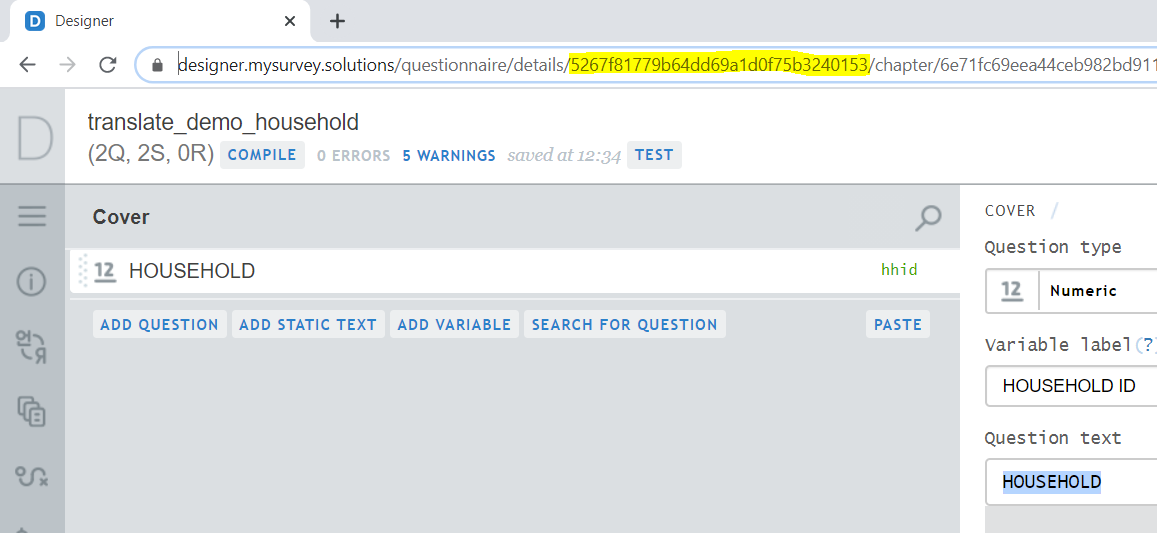 D Designer
designer.mysurvey.solutions/questionnaire/details/5267f81779b64dd69a1d0f75b3240153/chapter/6e71fc69eea44ceb982bd911
D
translate_demo_household
(2Q, 2S, 0R) COMPILE 0 ERRORS 5 WARNINGS saved at 12:34 TEST
Cover
12 HOUSEHOLD hhid
ADD QUESTION ADD STATIC TEXT ADD VARIABLE SEARCH FOR QUESTION PASTE
COVER /
Question type
12 Numeric
Variable label(?)
HOUSEHOLD ID
Question text
HOUSEHOLD